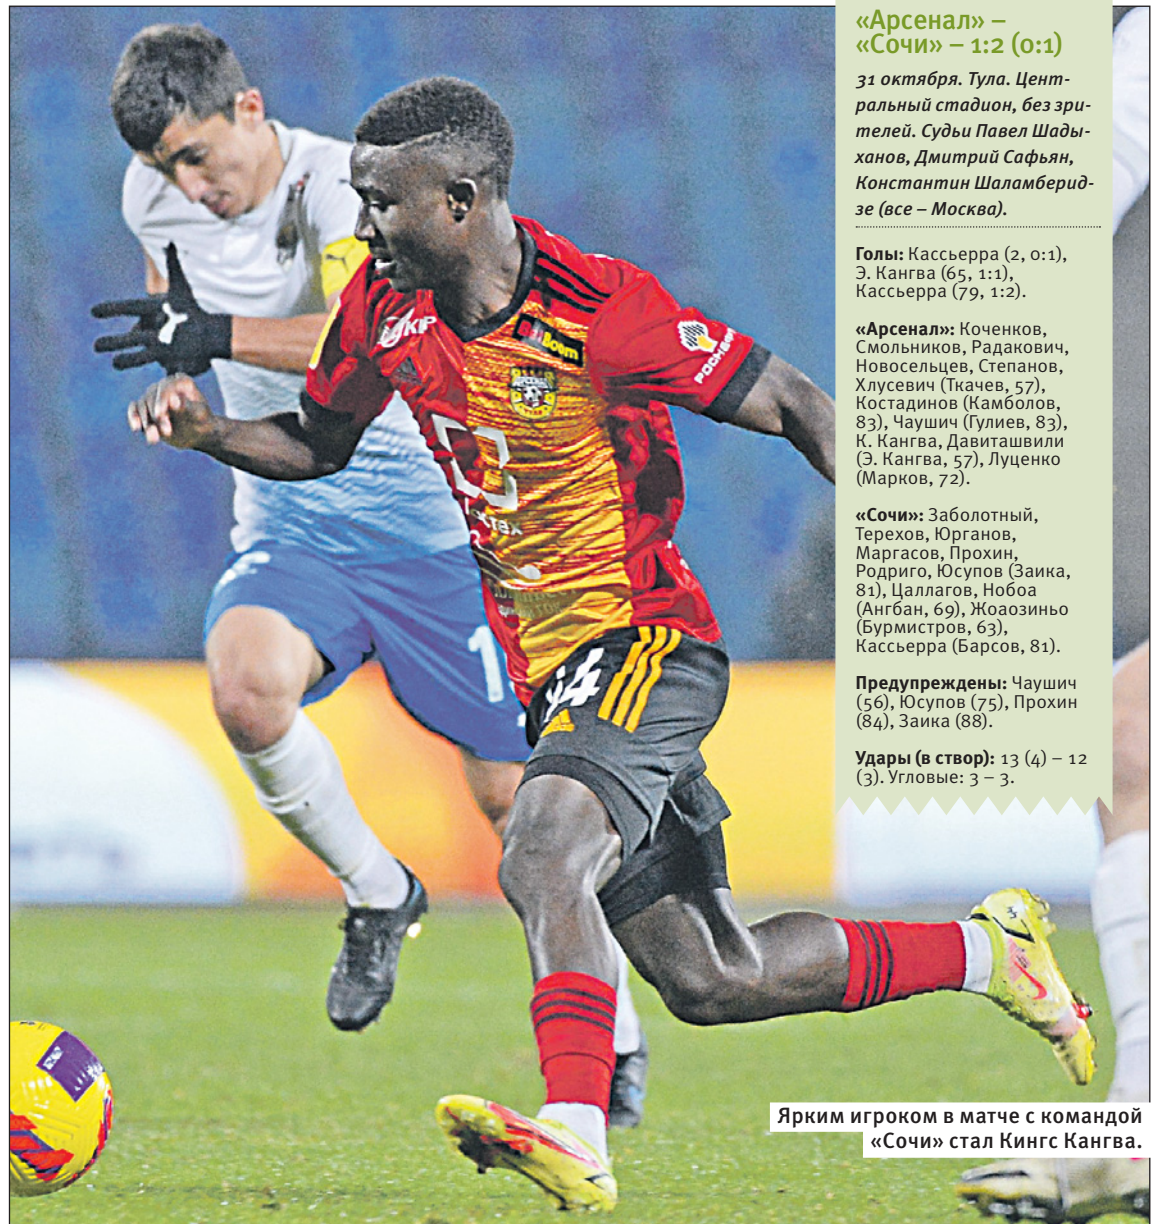 «Арсенал» –
«Сочи» – 1:2 (0:1)
31 октября. Тула. Цент-
ральный стадион, без зри-
телей. Судьи Павел Шады-
ханов, Дмитрий Сафьян,
Константин Шаламберид-
зе (все – Москва).
Голы: Кассьерра (2, 0:1),
Э. Кангва (65, 1:1),
Кассьерра (79, 1:2).
«Арсенал»: Коченков,
Смольников, Радакович,
Новосельцев, Степанов,
Хлусевич (Ткачев, 57),
Костадинов (Камболов,
83), Чаушич (Гулиев, 83),
К. Кангва, Давиташвили
(Э. Кангва, 57), Луценко
(Марков, 72).
«Сочи»: Заболотный,
Терехов, Юрганов,
Маргасов, Прохин,
Родриго, Юсупов (Заика,
81), Цаллагов, Нобоа
(Ангбан, 69), Жоаозиньо
(Бурмистров, 63),
Кассьерра (Барсов, 81).
Предупреждены: Чаушич
(56), Юсупов (75), Прохин
(84), Заика (88).
Удары (в створ): 13 (4) – 12
(3). Угловые: 3 – 3.
KIP
Boom
РОСНЕФТ
1
Ярким игроком в матче с командой
«Сочи» стал Кингс Кангва.